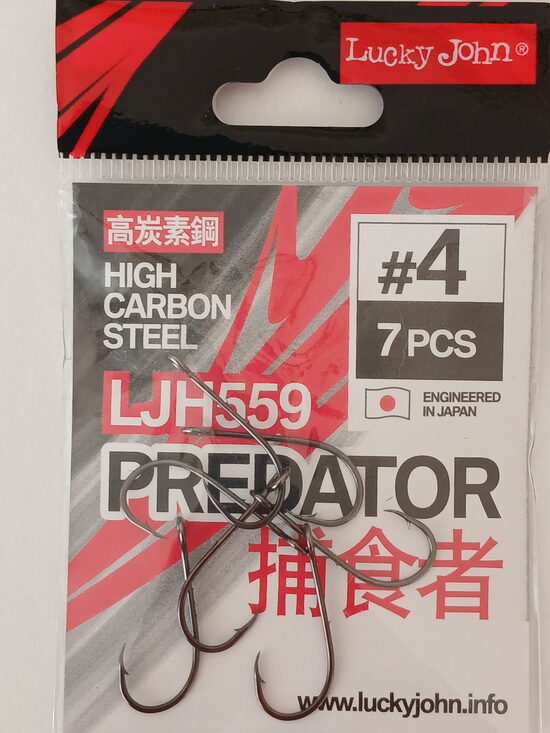 Lucky John®
高炭素鋼
HIGH
CARBON
STEEL
#4
7 PCS
ENGINEERED
IN JAPAN
LJH559
PREDATOR
捕食者
www.luckyjohn.info